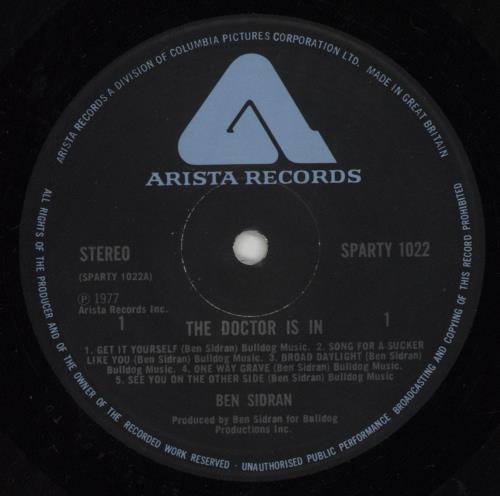 ARISTA RECORDS A DIVISION OF COLUMBIA PICTURES CORPORATION LTD. MADE IN GREAT BRITAIN
ARISTA RECORDS
STEREO
SPARTY 1022
(SPARTY 1022A)
℗ 1977
Arista Records Inc.
1
THE DOCTOR IS IN
1
1. GET IT YOURSELF (Ben Sidran) Bulldog Music. 2. SONG FOR A SUCKER
LIKE YOU (Ben Sidran) Bulldog Music. 3. BROAD DAYLIGHT (Ben Sidran)
Bulldog Music. 4. ONE WAY GRAVE (Ben Sidran) Bulldog Music.
5. SEE YOU ON THE OTHER SIDE (Ben Sidran) Bulldog Music
BEN SIDRAN
Produced by Ben Sidran for Bulldog
Productions Inc.
ALL RIGHTS OF THE PRODUCER AND OF THE OWNER OF THE RECORDED WORK RESERVED - UNAUTHORISED PUBLIC PERFORMANCE BROADCASTING AND COPYING OF THIS RECORD PROHIBITED